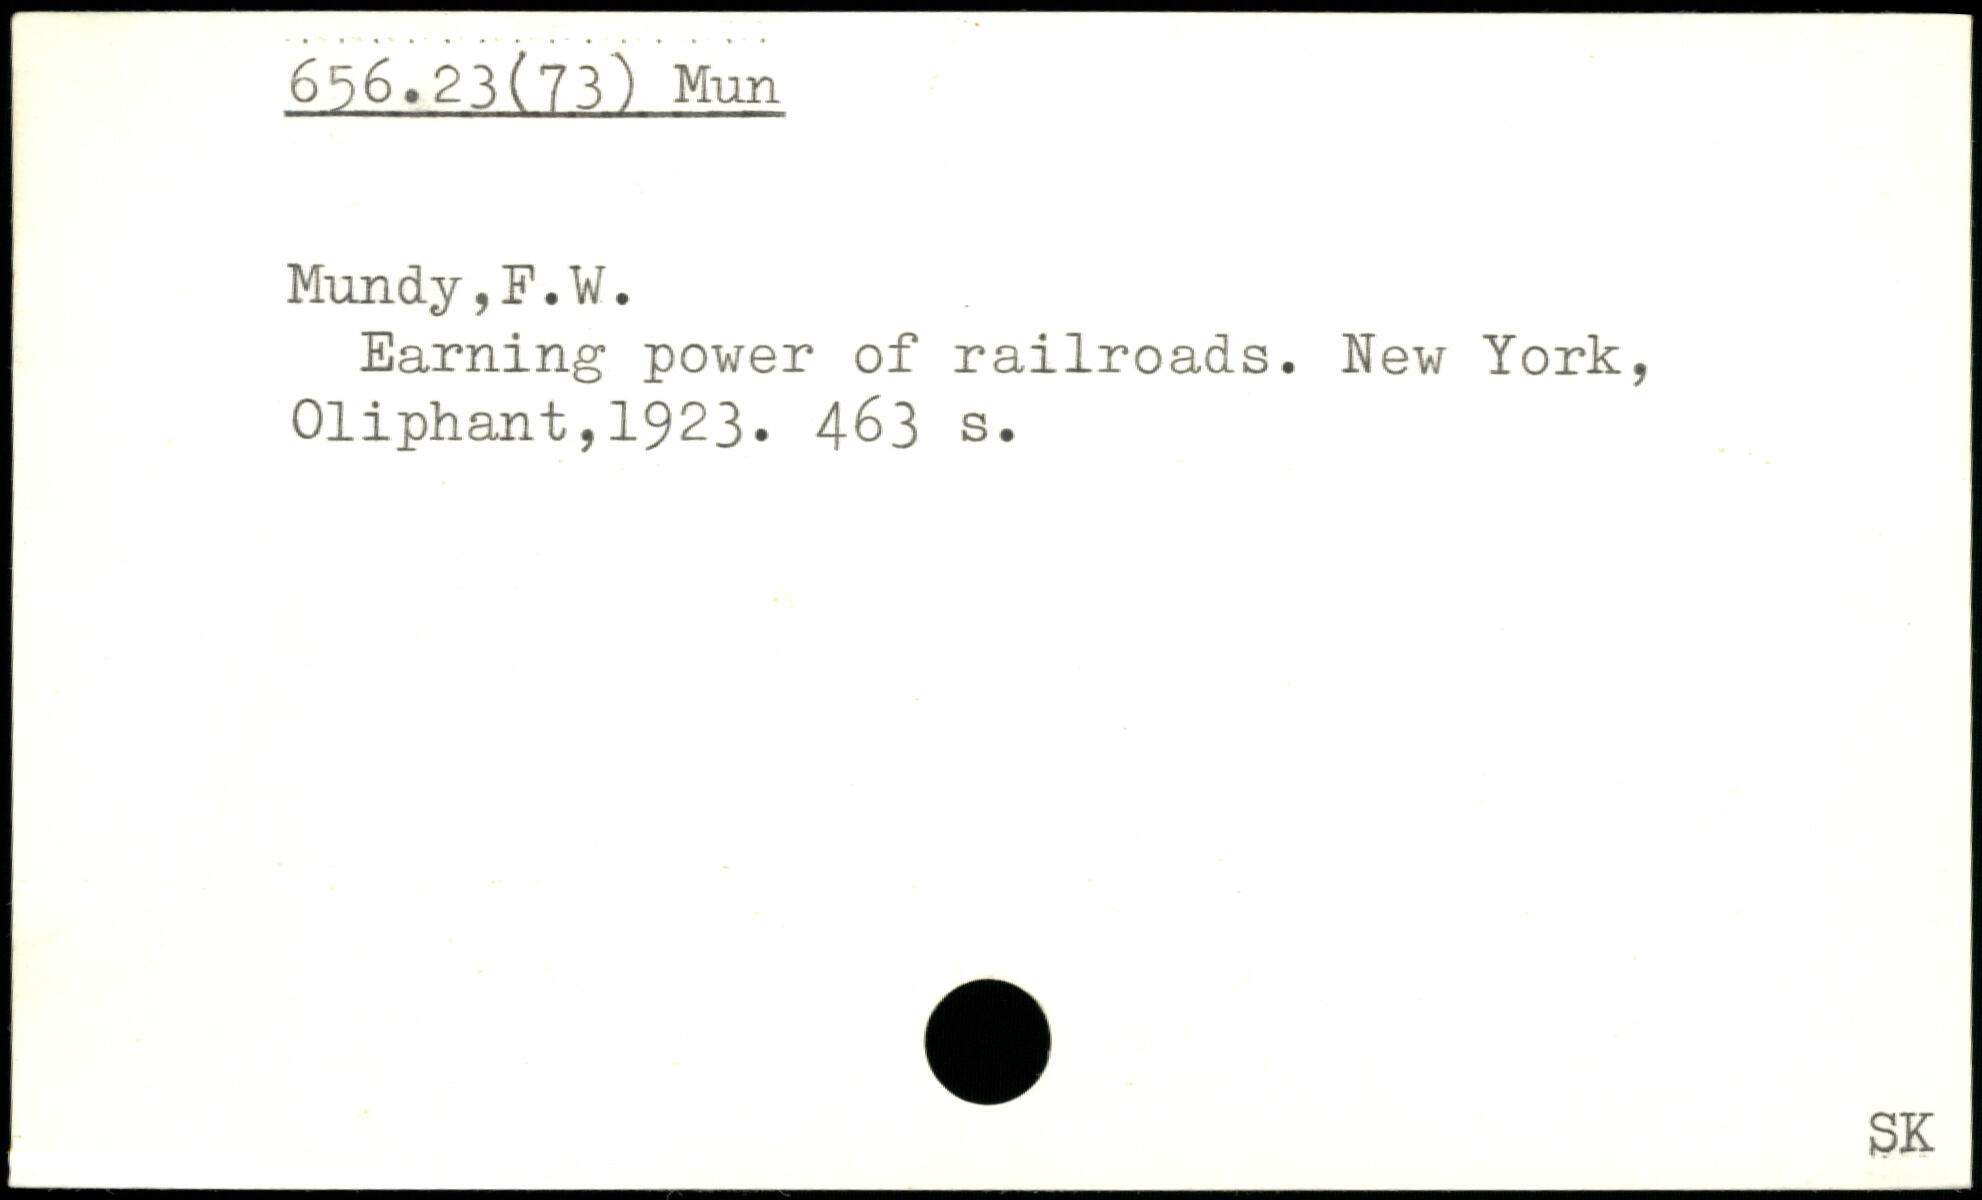 656.23(73) Mun
Mundy,F.W.
Earning power of railroads. New York,
Oliphant,1923. 463 s.
SK